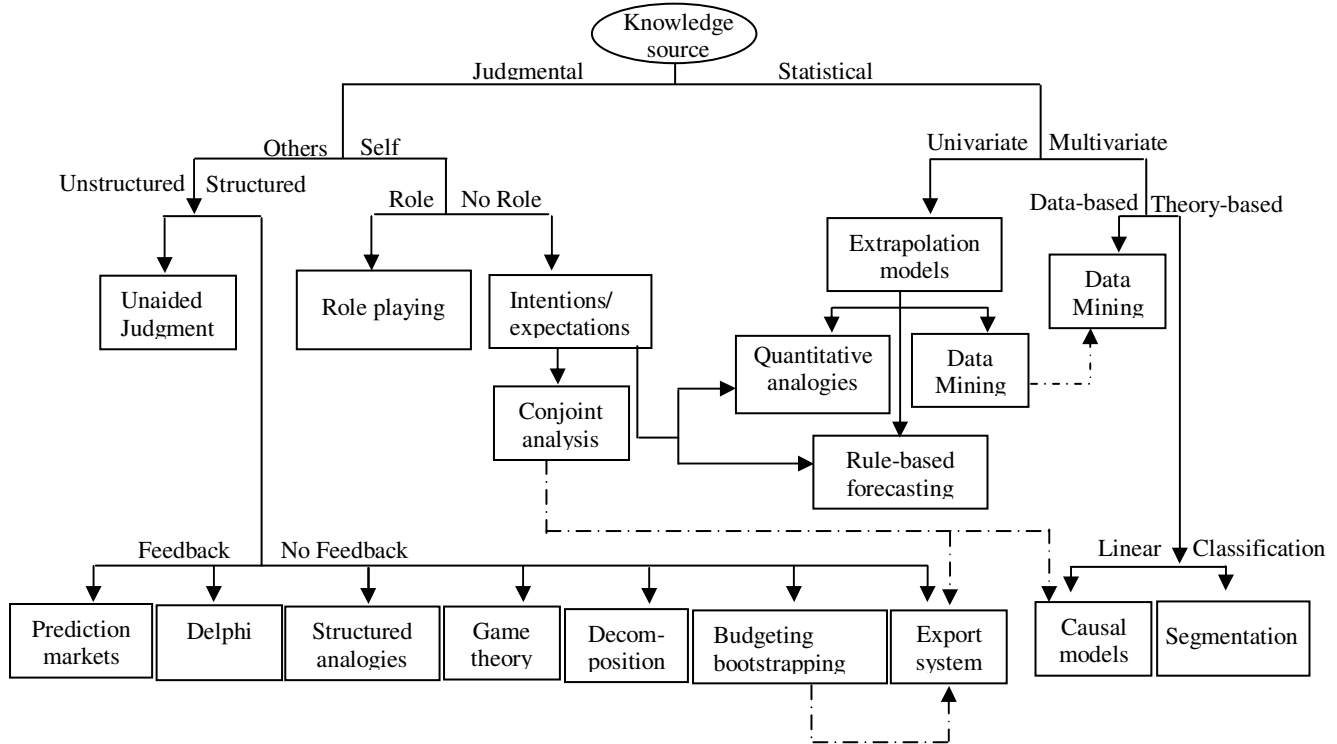 Knowledge
source
Judgmental
Statistical
Others
Self
Univariate
Multivariate
Unstructured
Structured
Role
No Role
Data-based
Theory-based
Unaided
Judgment
Role playing
Intentions/
expectations
Extrapolation
models
Data
Mining
Quantitative
analogies
Data
Mining
Conjoint
analysis
Rule-based
forecasting
Feedback
No Feedback
Linear
Classification
Prediction
markets
Delphi
Structured
analogies
Game
theory
Decom-
position
Budgeting
bootstrapping
Export
system
Causal
models
Segmentation